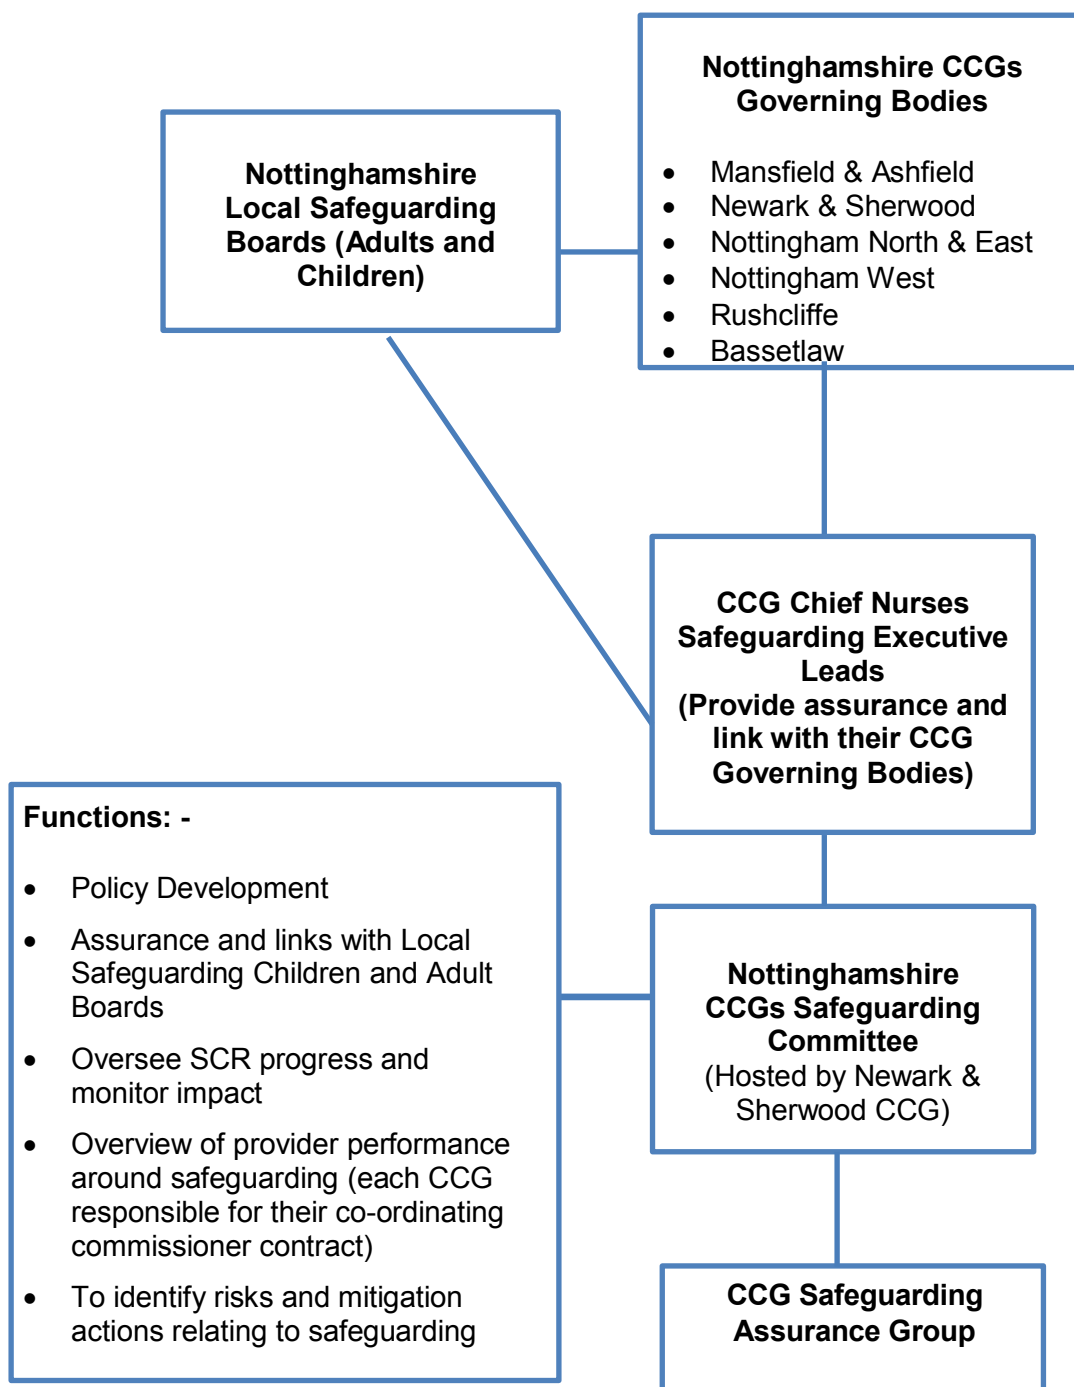 Nottinghamshire CCGs
Governing Bodies
• Mansfield & Ashfield
• Newark & Sherwood
• Nottingham North & East
• Nottingham West
• Rushcliffe
• Bassetlaw
Nottinghamshire
Local Safeguarding
Boards (Adults and
Children)
CCG Chief Nurses
Safeguarding Executive
Leads
(Provide assurance and
link with their CCG
Governing Bodies)
Functions: -
• Policy Development
• Assurance and links with Local
Safeguarding Children and Adult
Boards
• Oversee SCR progress and
monitor impact
• Overview of provider performance
around safeguarding (each CCG
responsible for their co-ordinating
commissioner contract)
• To identify risks and mitigation
actions relating to safeguarding
Nottinghamshire
CCGs Safeguarding
Committee
(Hosted by Newark &
Sherwood CCG)
CCG Safeguarding
Assurance Group